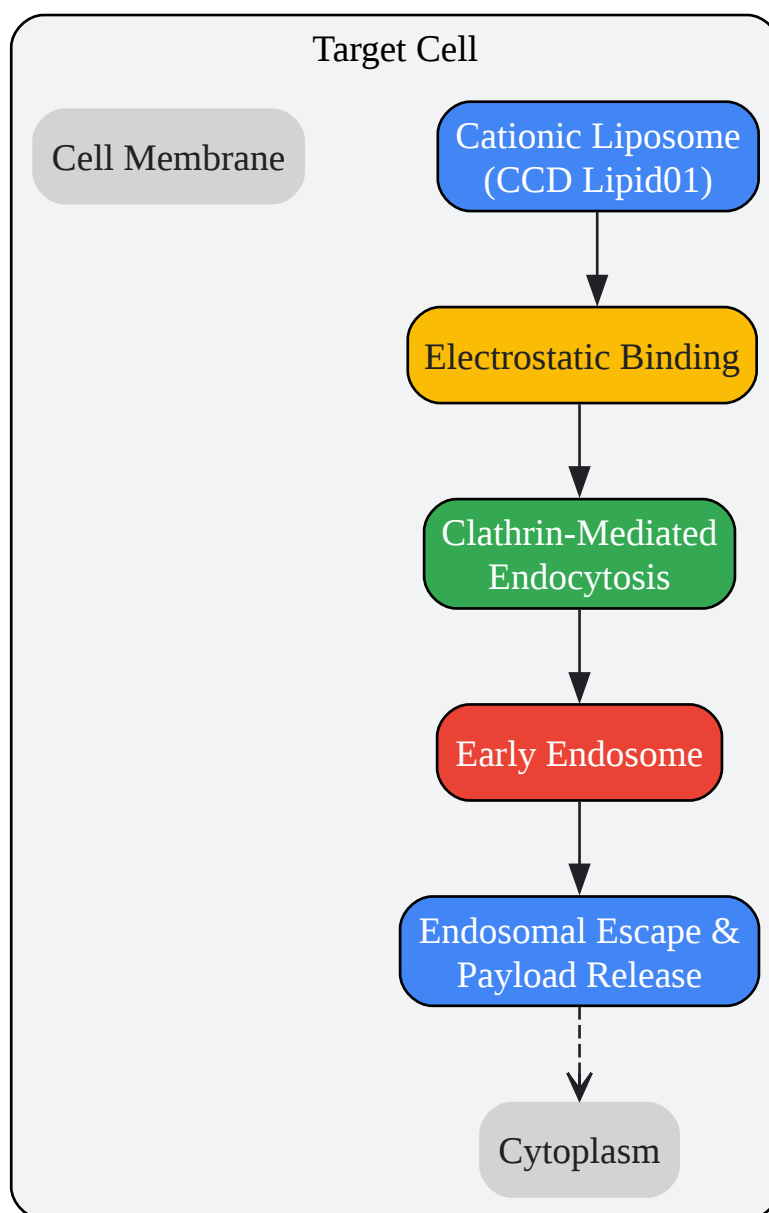 Target Cell
Cell Membrane
Cationic Liposome
(CCD Lipid01)
Electrostatic Binding
Clathrin-Mediated
Endocytosis
Early Endosome
Endosomal Escape &
Payload Release
Cytoplasm